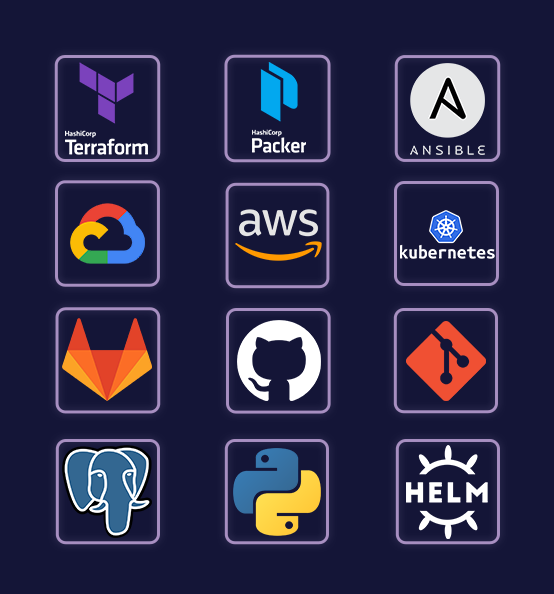 HashiCorp
Terraform
HashiCorp
Packer
ANSIBLE
aws
kubernetes
HELM